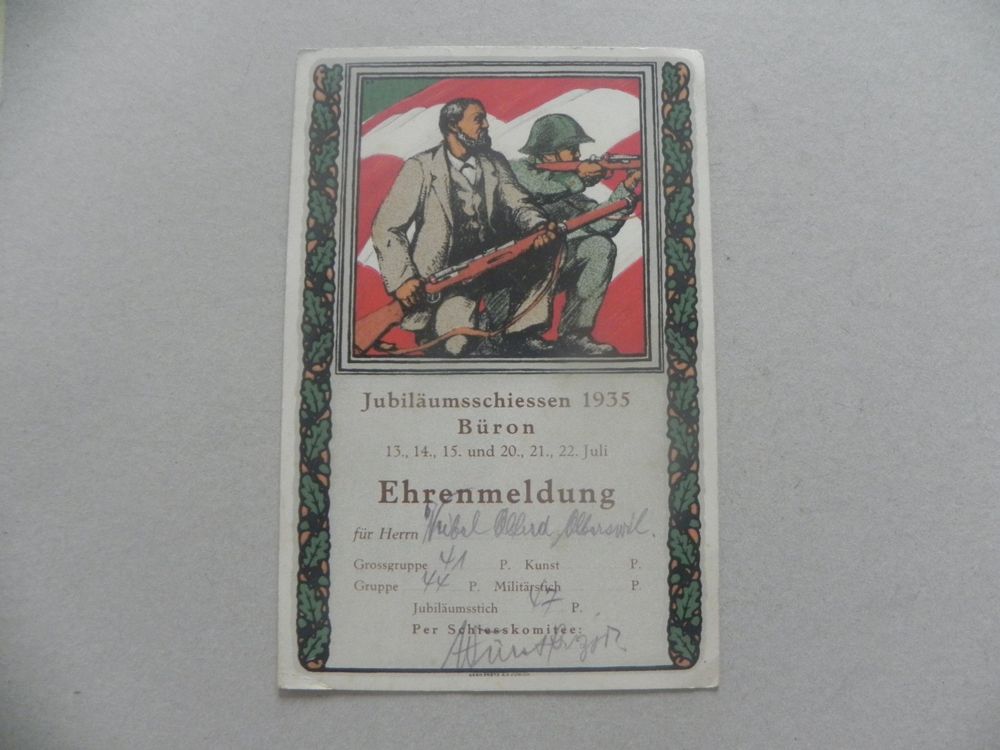 Jubiläumsschiessen 1935
Büron
13., 14., 15. und 20., 21., 22. Juli
Ehrenmeldung
für Herrn
Grossgruppe 41 P. Kunst P.
Gruppe 44 P. Militärstich P.
Jubiläumsstich 47 P.
Per Schiesskomitee: